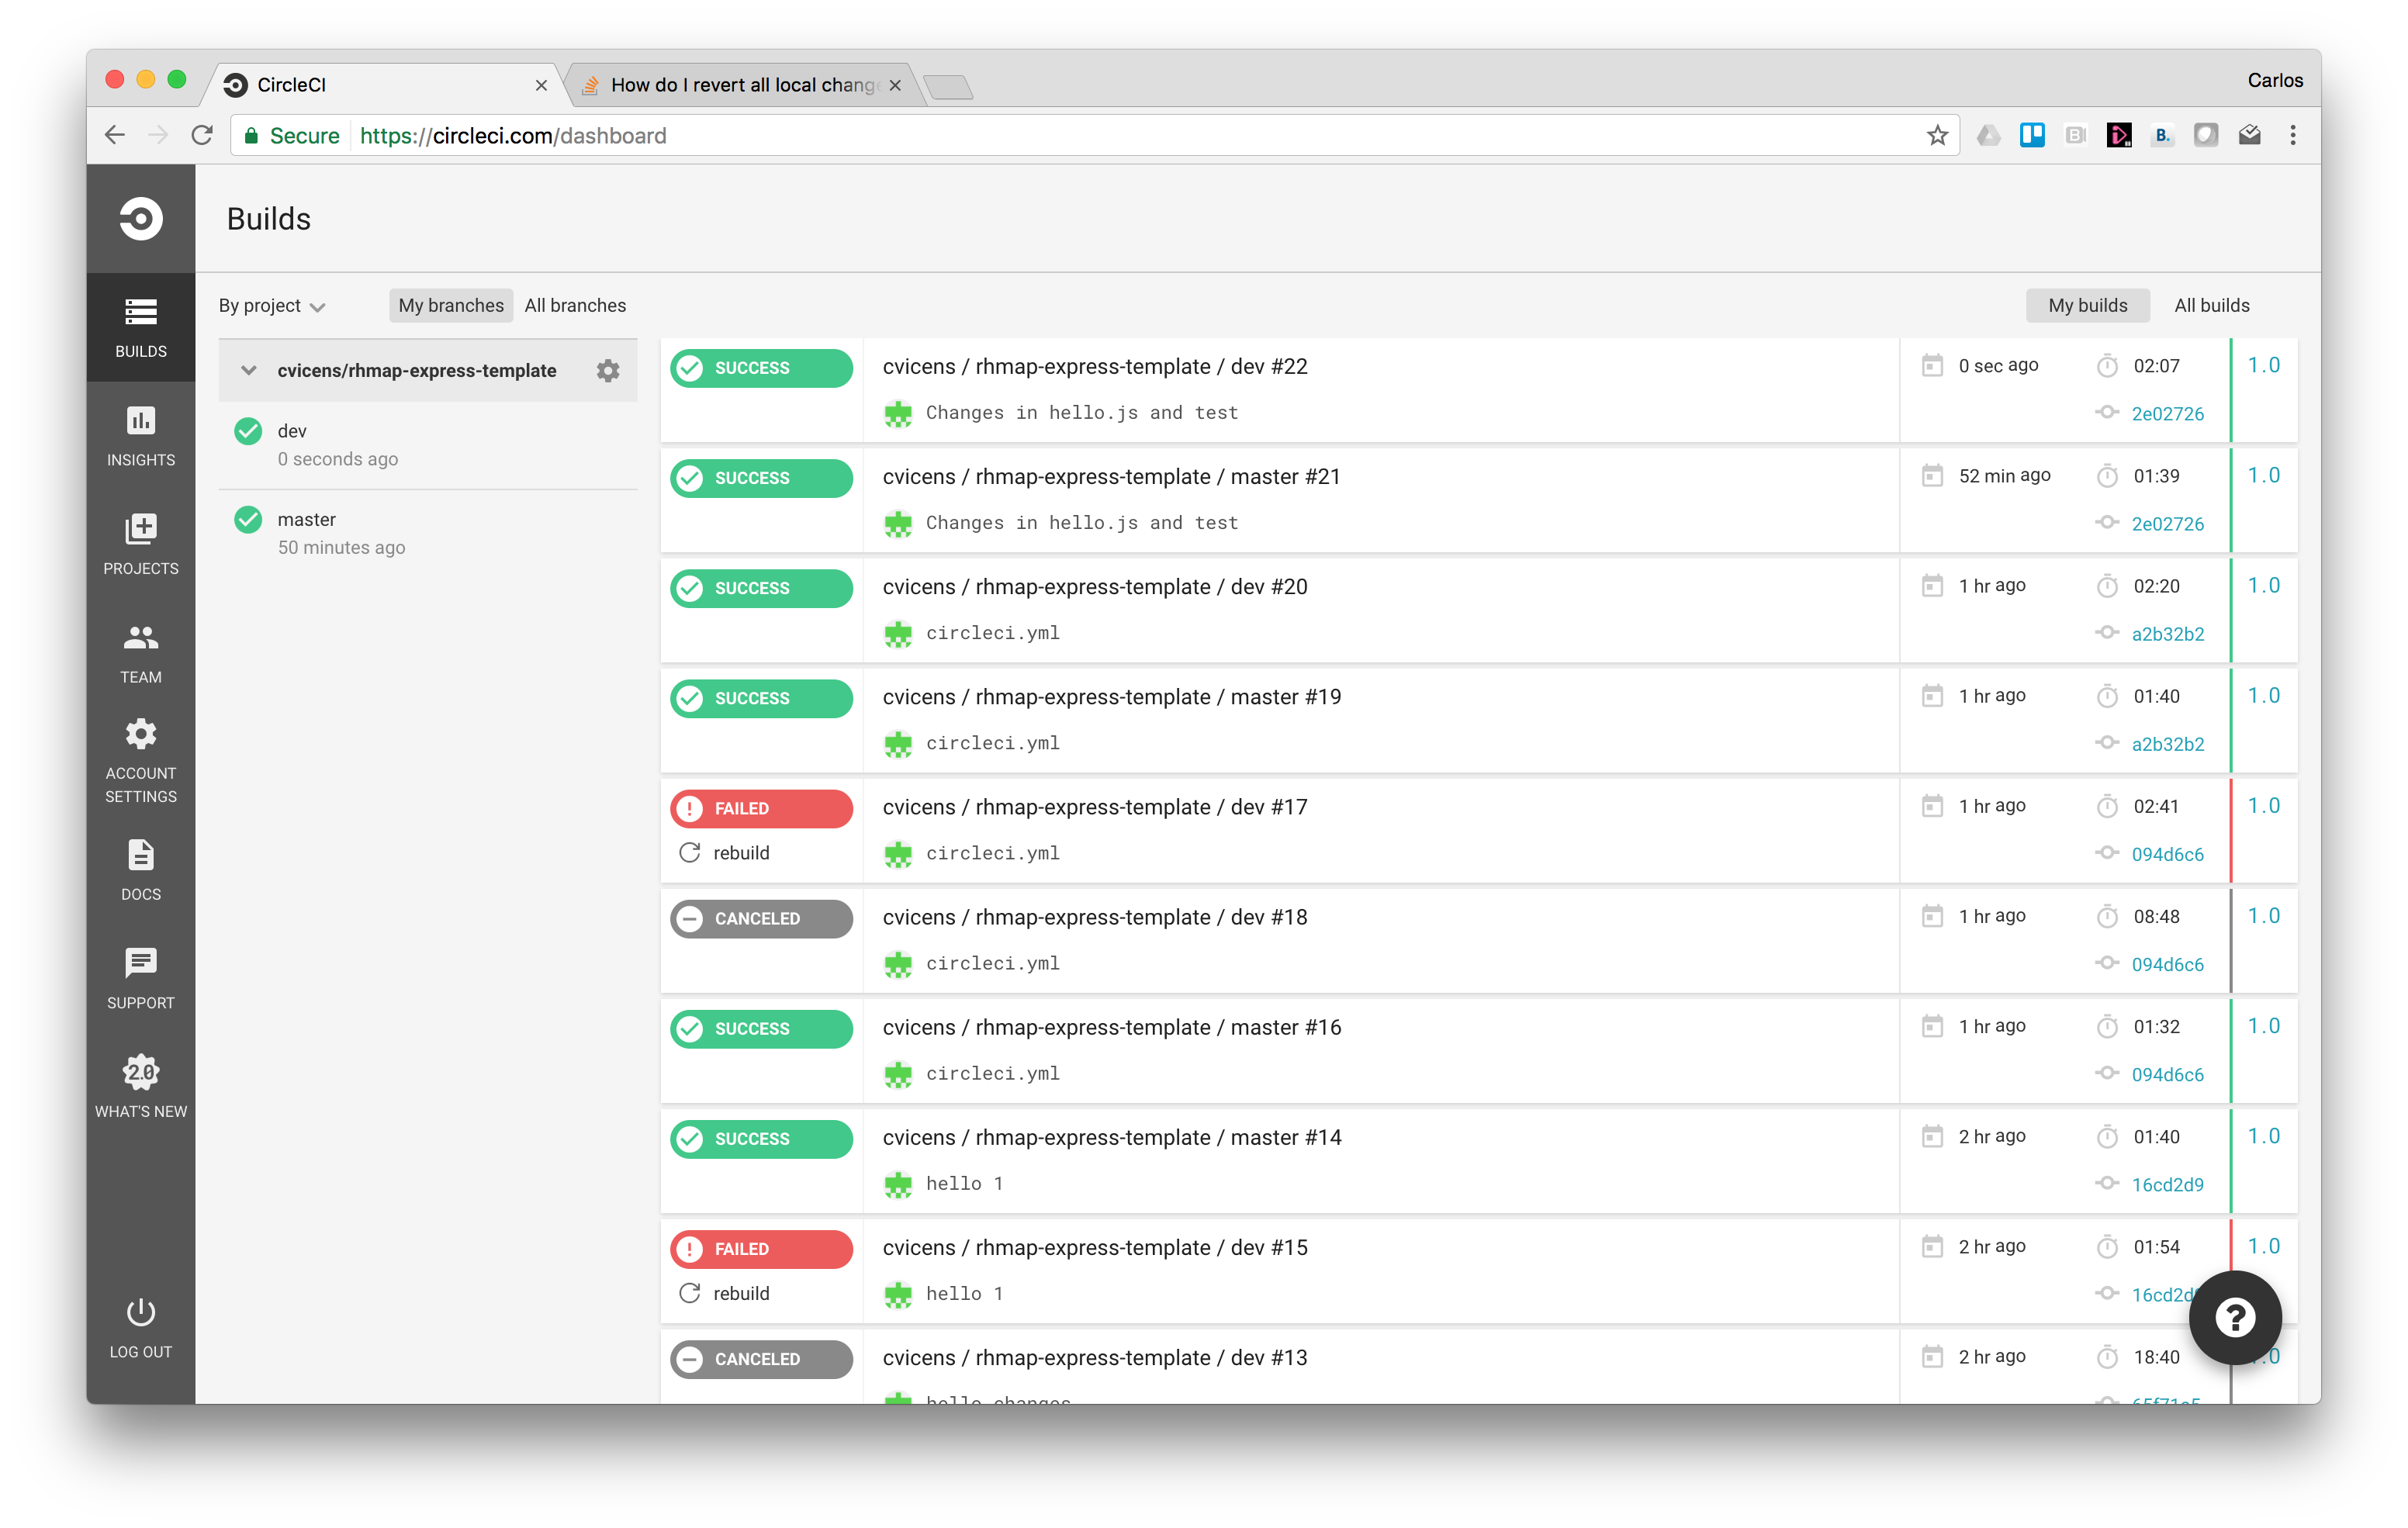 CircleCI
How do I revert all local chang
Carlos
Secure
https://circleci.com/dashboard
B.
Builds
BUILDS
INSIGHTS
PROJECTS
TEAM
ACCOUNT
SETTINGS
DOCS
SUPPORT
2.0
WHAT'S NEW
LOG OUT
By project
My branches
All branches
My builds
All builds
cvicens/rhmap-express-template
dev
0 seconds ago
master
50 minutes ago
SUCCESS
cvicens / rhmap-express-template / dev #22
0 sec ago
02:07
1.0
Changes in hello.js and test
2e02726
SUCCESS
cvicens / rhmap-express-template / master #21
52 min ago
01:39
1.0
Changes in hello.js and test
2e02726
SUCCESS
cvicens / rhmap-express-template / dev #20
1 hr ago
02:20
1.0
circleci.yml
a2b32b2
SUCCESS
cvicens / rhmap-express-template / master #19
1 hr ago
01:40
1.0
circleci.yml
a2b32b2
FAILED
cvicens / rhmap-express-template / dev #17
1 hr ago
02:41
1.0
rebuild
circleci.yml
094d6c6
CANCELED
cvicens / rhmap-express-template / dev #18
1 hr ago
08:48
1.0
circleci.yml
094d6c6
SUCCESS
cvicens / rhmap-express-template / master #16
1 hr ago
01:32
1.0
circleci.yml
094d6c6
SUCCESS
cvicens / rhmap-express-template / master #14
2 hr ago
01:40
1.0
hello 1
16cd2d9
FAILED
cvicens / rhmap-express-template / dev #15
2 hr ago
01:54
1.0
rebuild
hello 1
16cd2d
?
CANCELED
cvicens / rhmap-express-template / dev #13
2 hr ago
18:40
.0
hello changes